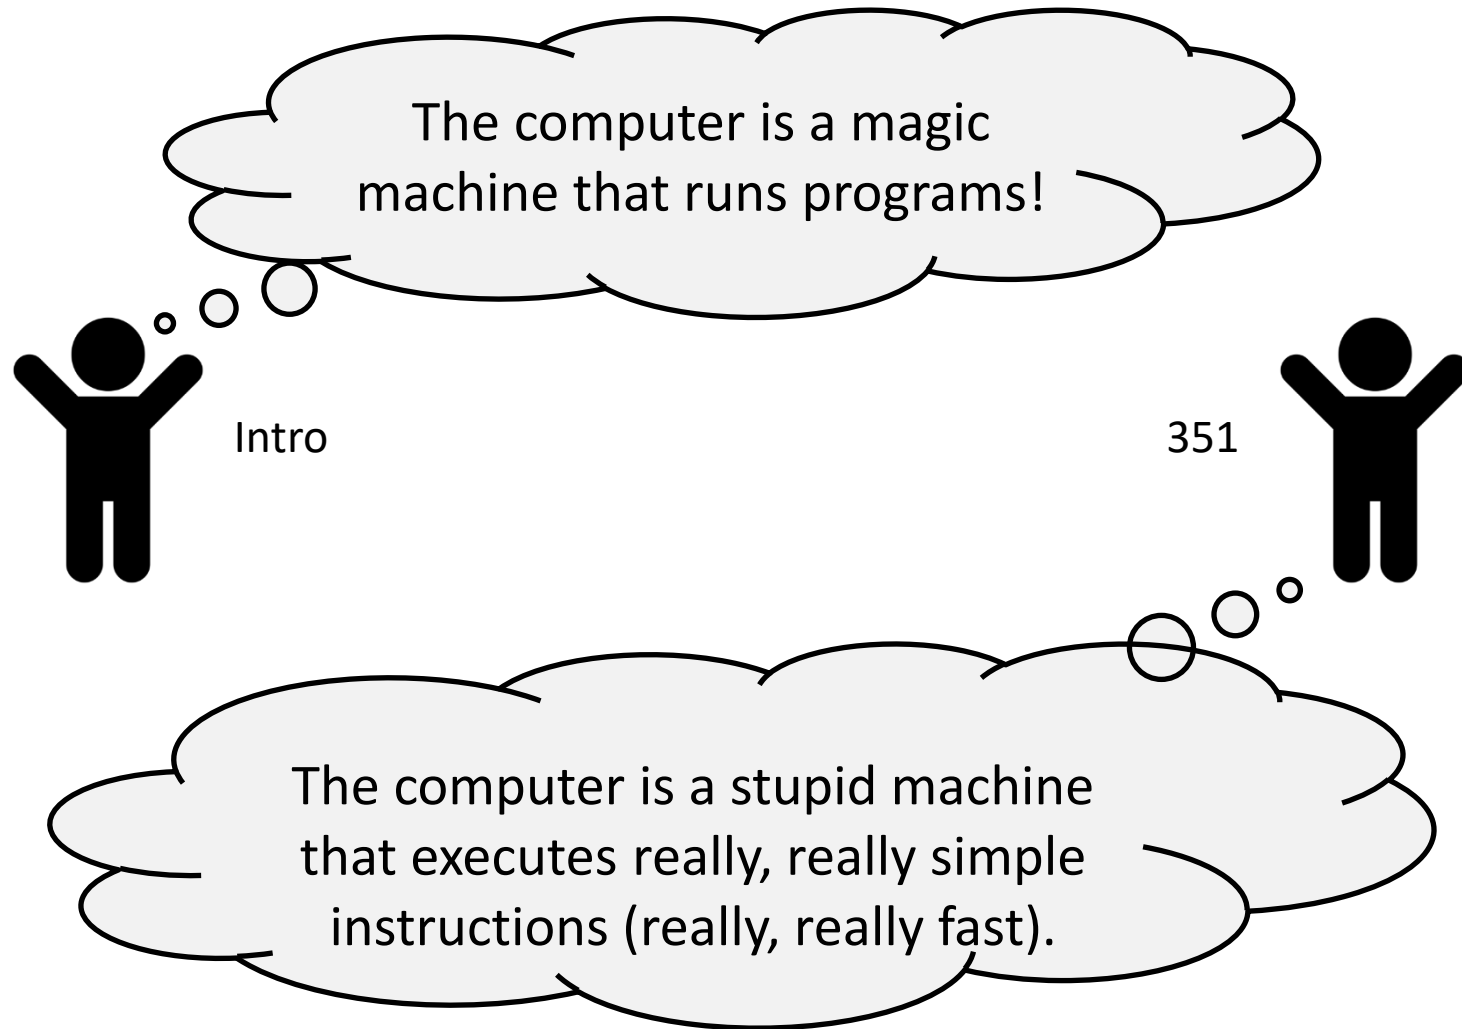 The computer is a magic
machine that runs programs!
Intro
351
The computer is a stupid machine
that executes really, really simple
instructions (really, really fast).